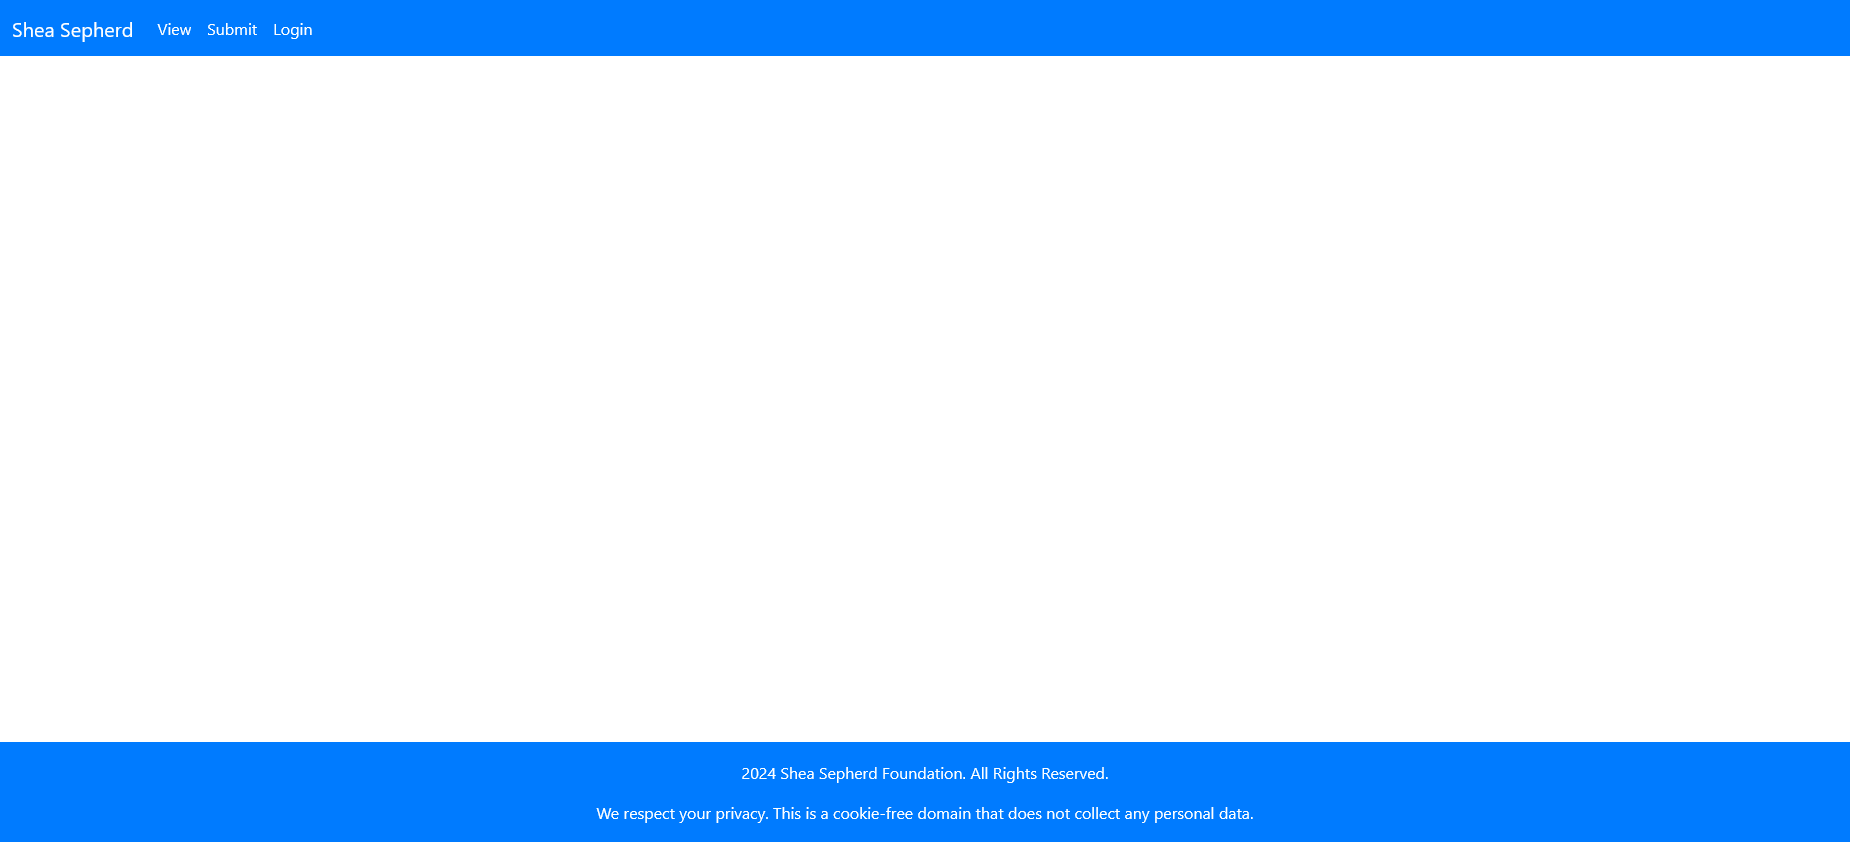 Shea Sepherd View Submit Login
2024 Shea Sepherd Foundation. All Rights Reserved.
We respect your privacy. This is a cookie-free domain that does not collect any personal data.